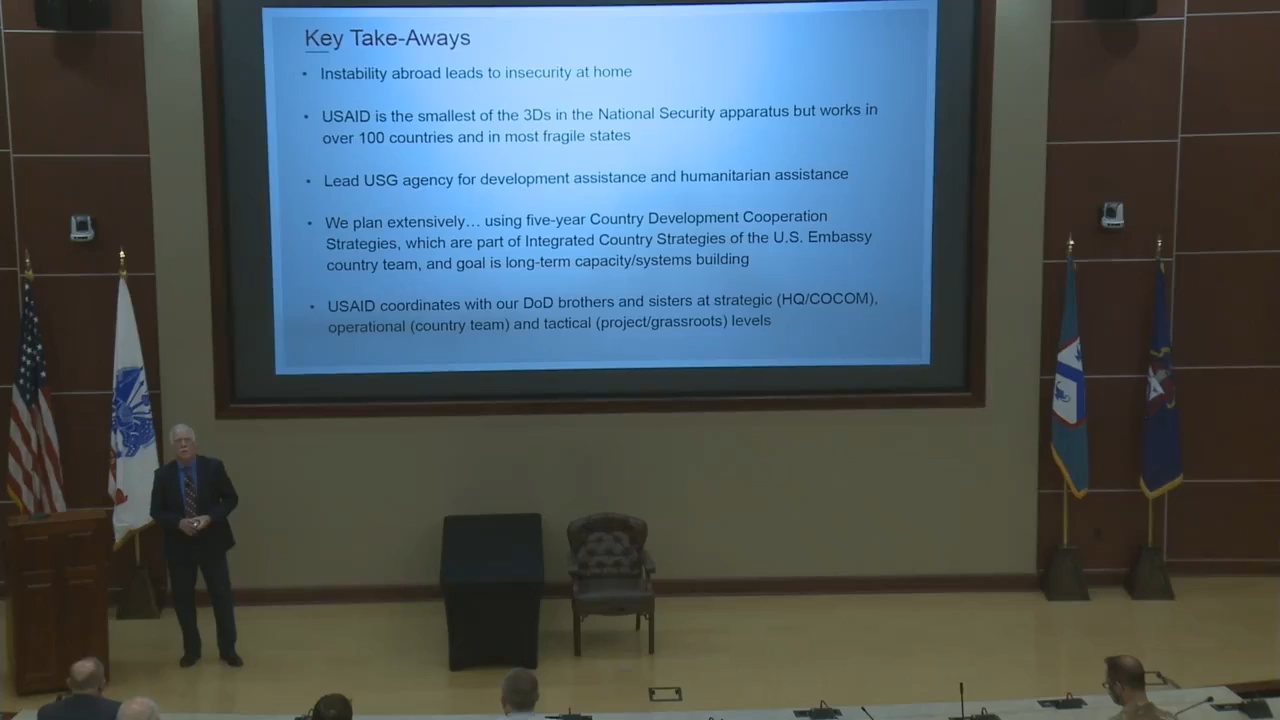 Key Take-Aways
• Instability abroad leads to insecurity at home
• USAID is the smallest of the 3Ds in the National Security apparatus but works in
over 100 countries and in most fragile states
• Lead USG agency for development assistance and humanitarian assistance
• We plan extensively… using five-year Country Development Cooperation
Strategies, which are part of Integrated Country Strategies of the U.S. Embassy
country team, and goal is long-term capacity/systems building
• USAID coordinates with our DoD brothers and sisters at strategic (HQ/COCOM),
operational (country team) and tactical (project/grassroots) levels